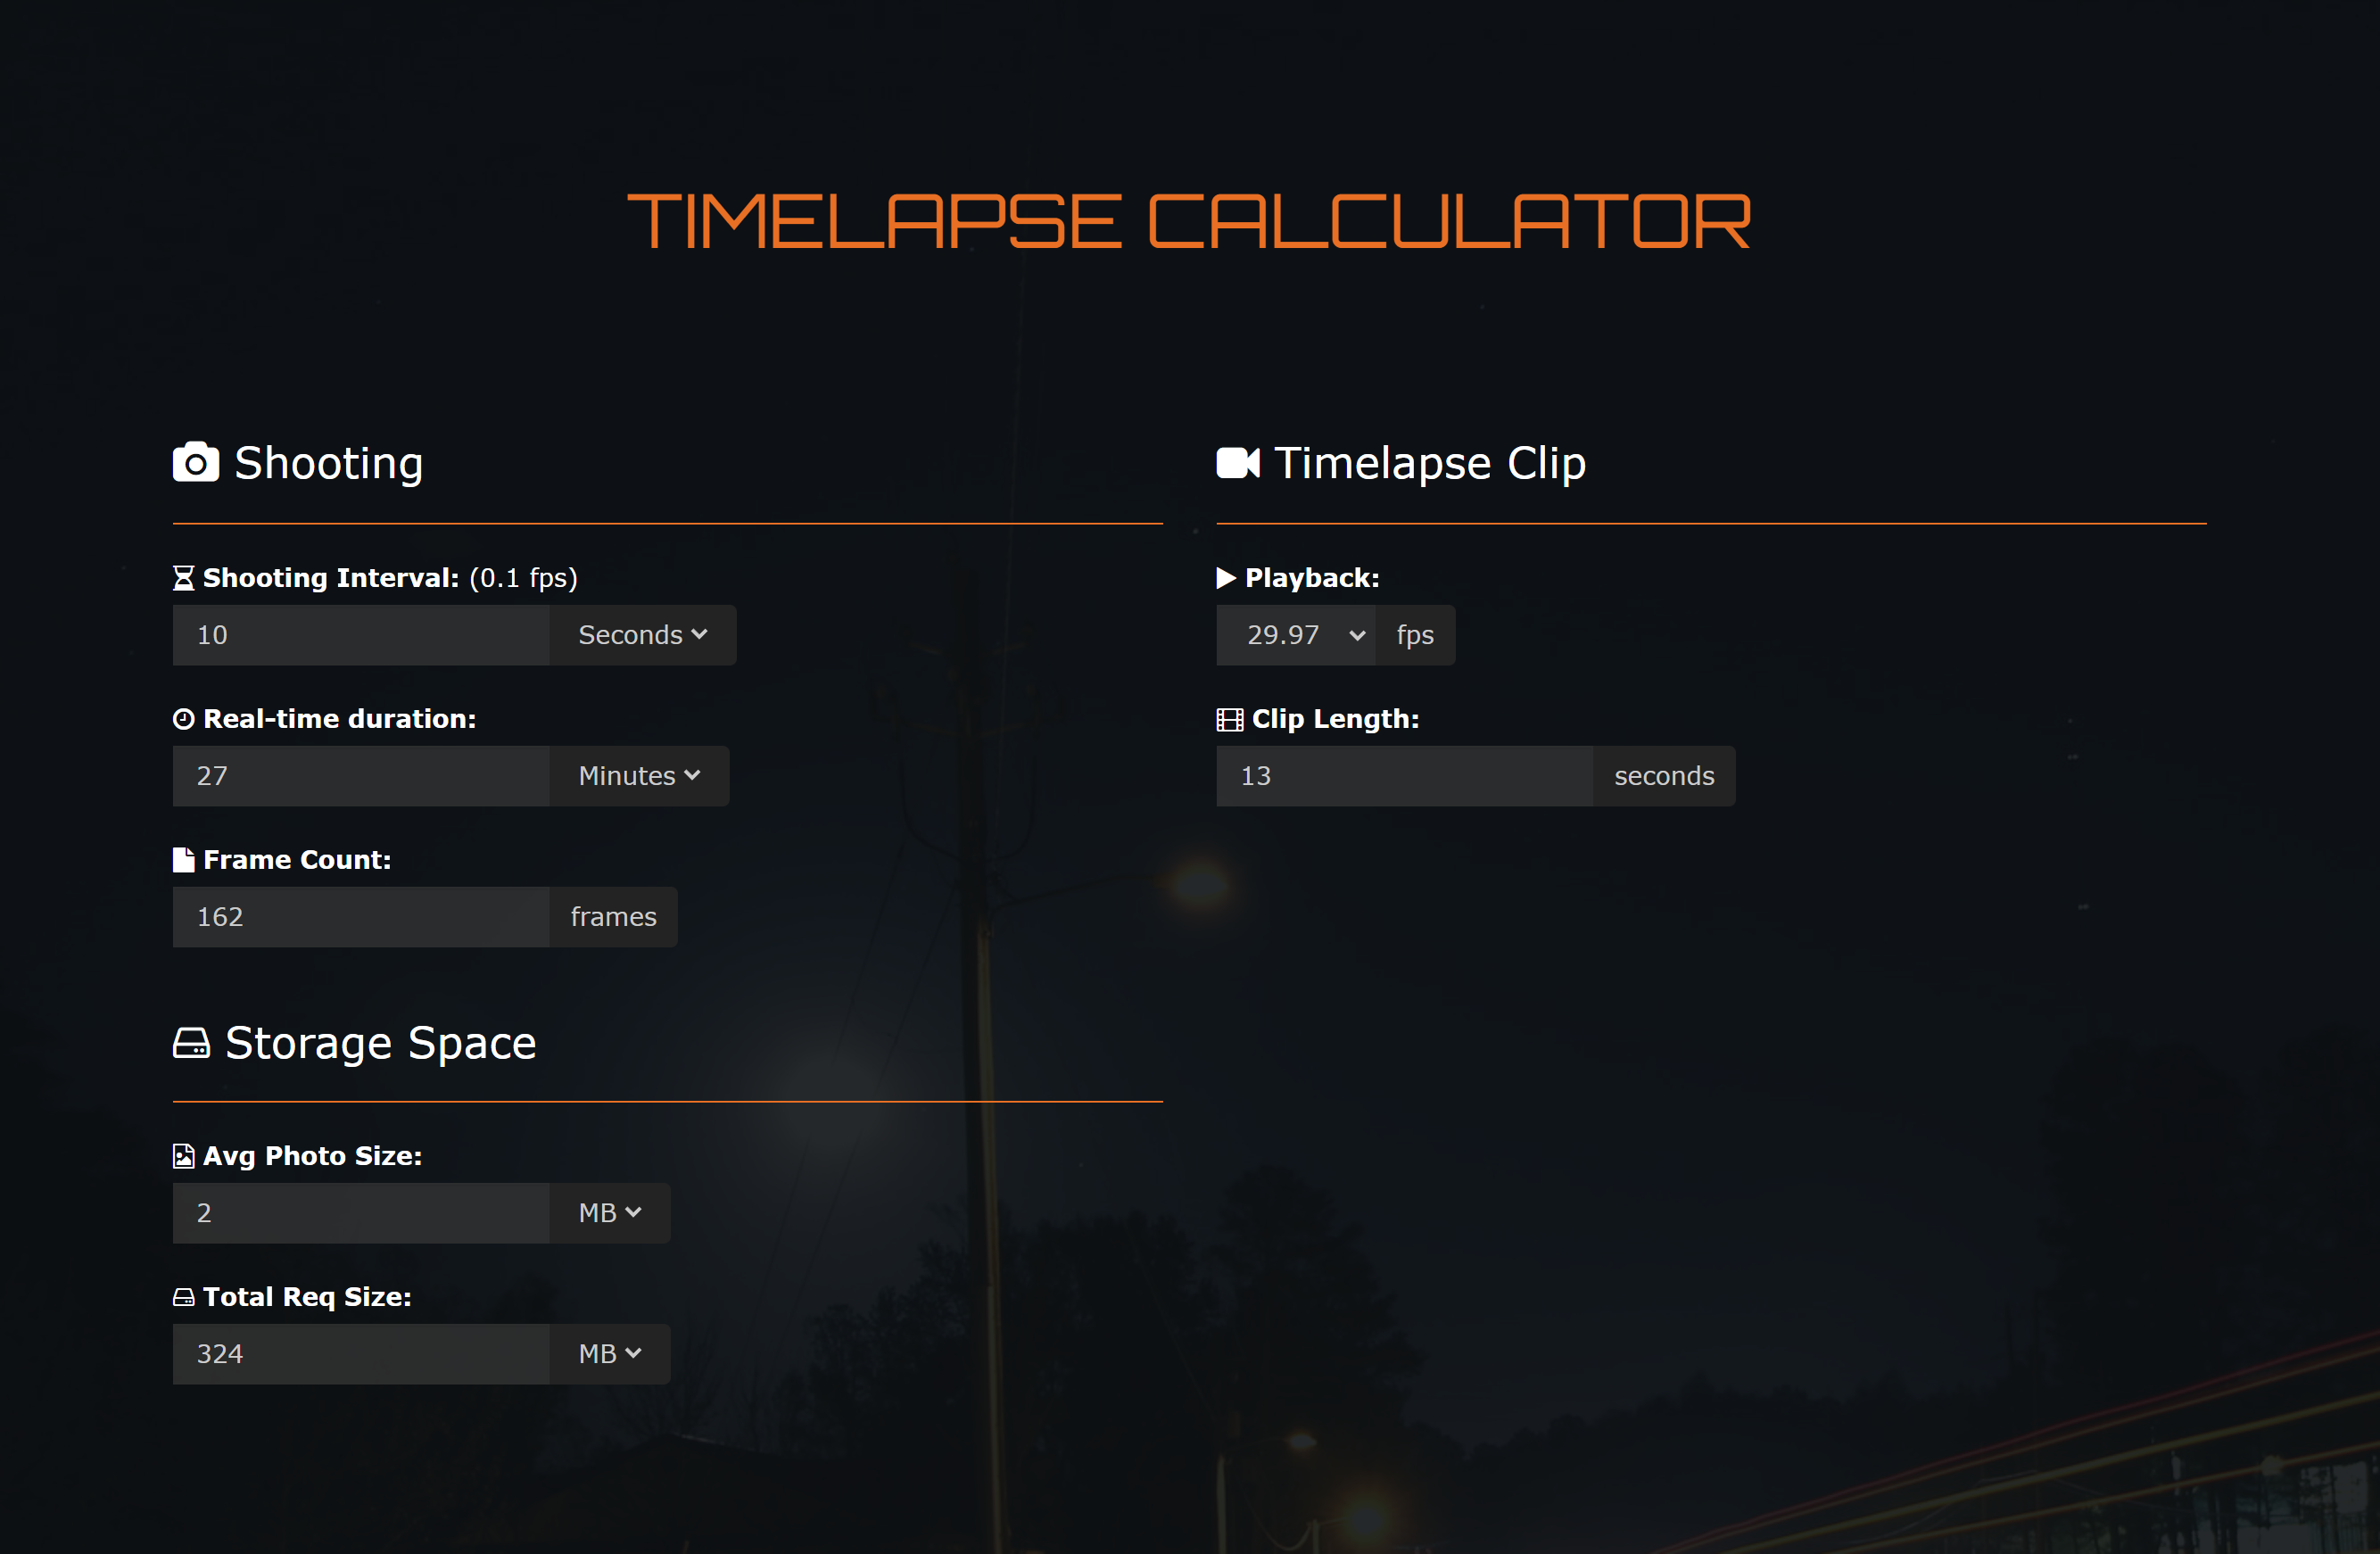 TIMELAPSE CALCULATOR
Shooting
Shooting Interval: (0.1 fps)
10 Seconds
Real-time duration:
27 Minutes
Frame Count:
162 frames
Storage Space
Avg Photo Size:
2 MB
Total Req Size:
324 MB
Timelapse Clip
Playback:
29.97 fps
Clip Length:
13 seconds